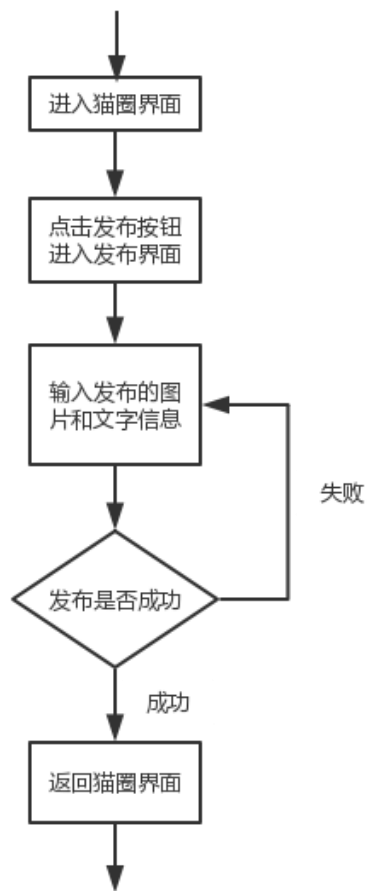 进入猫圈界面
点击发布按钮
进入发布界面
输入发布的图
片和文字信息
失败
发布是否成功
成功
返回猫圈界面